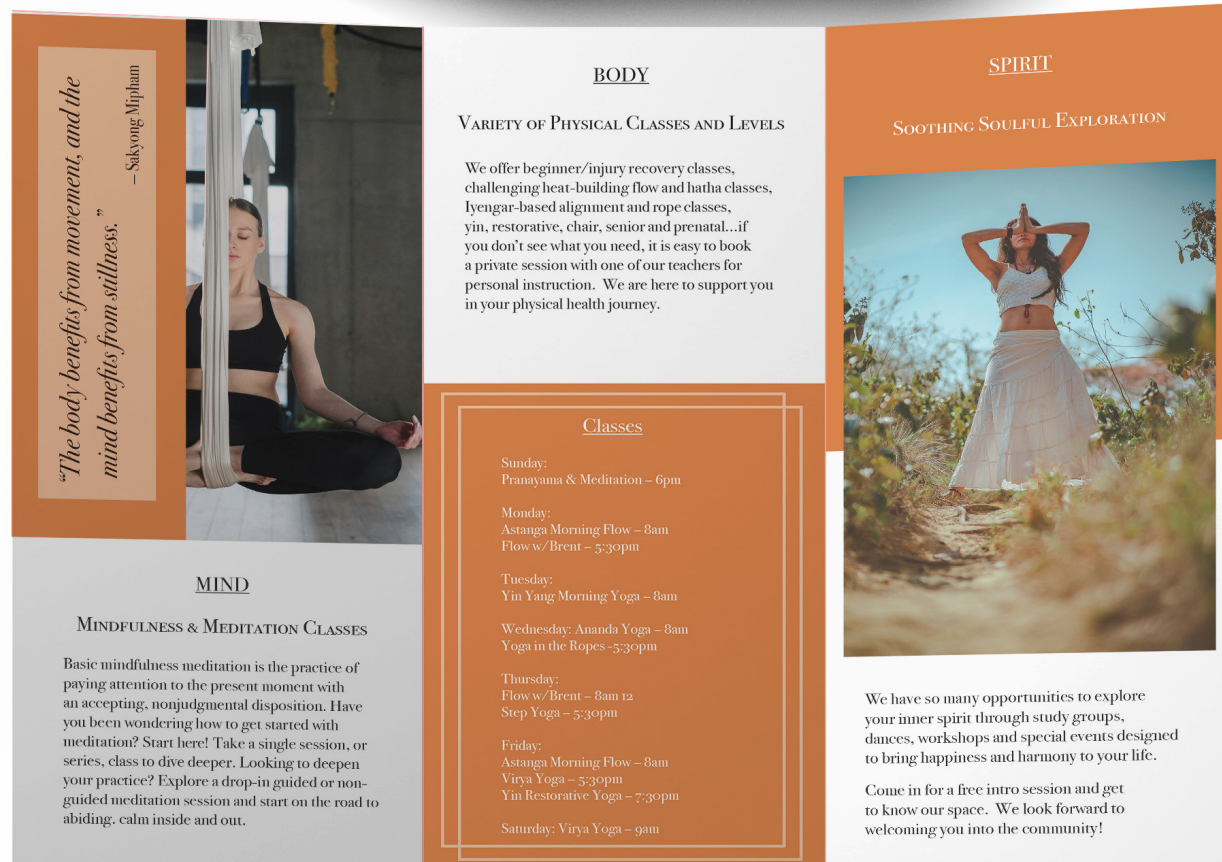 “The body benefits from movement, and the
mind benefits from stillness.”
– Sakyong Mipham
MIND
Mindfulness & Meditation Classes
Basic mindfulness meditation is the practice of
paying attention to the present moment with
an accepting, nonjudgmental disposition. Have
you been wondering how to get started with
meditation? Start here! Take a single session, or
series, class to dive deeper. Looking to deepen
your practice? Explore a drop-in guided or non-
guided meditation session and start on the road to
abiding. calm inside and out.
BODY
Variety of Physical Classes and Levels
We offer beginner/injury recovery classes,
challenging heat-building flow and hatha classes,
Iyengar-based alignment and rope classes,
yin, restorative, chair, senior and prenatal...if
you don’t see what you need, it is easy to book
a private session with one of our teachers for
personal instruction.  We are here to support you
in your physical health journey.
Classes
Sunday:
Pranayama & Meditation – 6pm
Monday:
Astanga Morning Flow – 8am
Flow w/Brent – 5:30pm
Tuesday:
Yin Yang Morning Yoga – 8am
Wednesday: Ananda Yoga – 8am
Yoga in the Ropes -5:30pm
Thursday:
Flow w/Brent – 8am 12
Step Yoga – 5:30pm
Friday:
Astanga Morning Flow – 8am
Virya Yoga – 5:30pm
Yin Restorative Yoga – 7:30pm
Saturday: Virya Yoga – 9am
SPIRIT
Soothing Soulful Exploration
We have so many opportunities to explore
your inner spirit through study groups,
dances, workshops and special events designed
to bring happiness and harmony to your life.
Come in for a free intro session and get
to know our space.  We look forward to
welcoming you into the community!